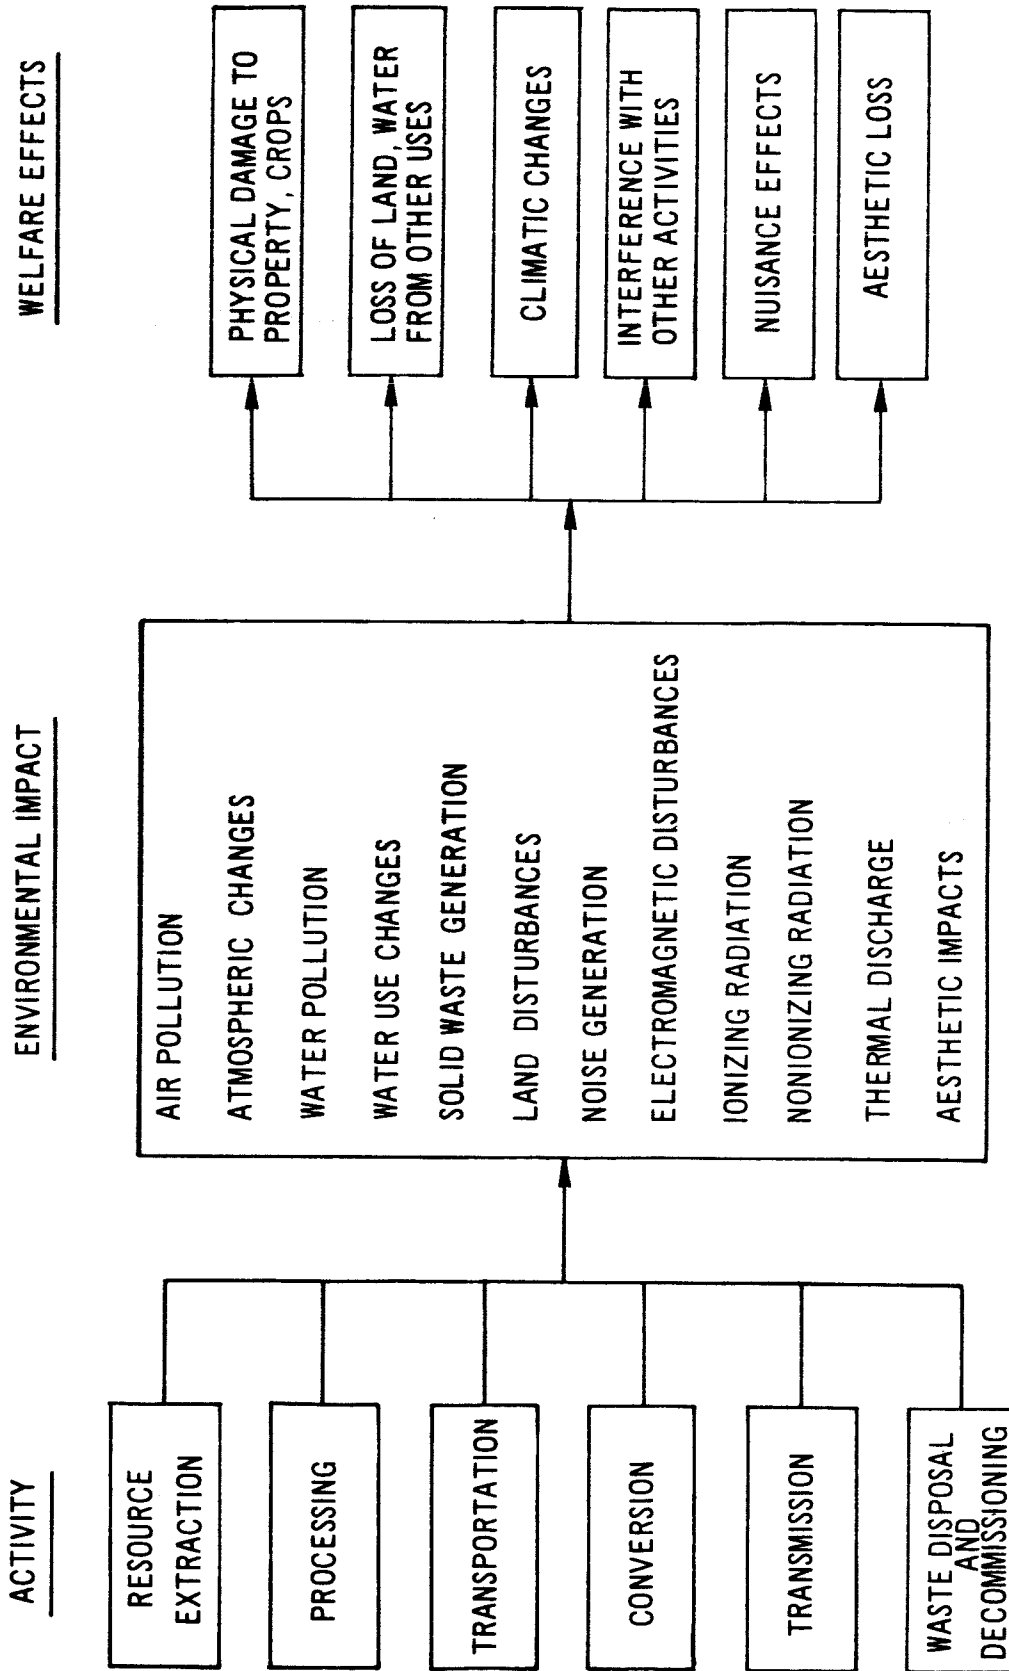 ACTIVITY
RESOURCE
EXTRACTION
PROCESSING
TRANSPORTATION
CONVERSION
TRANSMISSION
WASTE DISPOSAL
AND
DECOMMISSIONING
ENVIRONMENTAL IMPACT
AIR POLLUTION
ATMOSPHERIC CHANGES
WATER POLLUTION
WATER USE CHANGES
SOLID WASTE GENERATION
LAND DISTURBANCES
NOISE GENERATION
ELECTROMAGNETIC DISTURBANCES
IONIZING RADIATION
NONIONIZING RADIATION
THERMAL DISCHARGE
AESTHETIC IMPACTS
WELFARE EFFECTS
PHYSICAL DAMAGE TO
PROPERTY, CROPS
LOSS OF LAND, WATER
FROM OTHER USES
CLIMATIC CHANGES
INTERFERENCE WITH
OTHER ACTIVITIES
NUISANCE EFFECTS
AESTHETIC LOSS